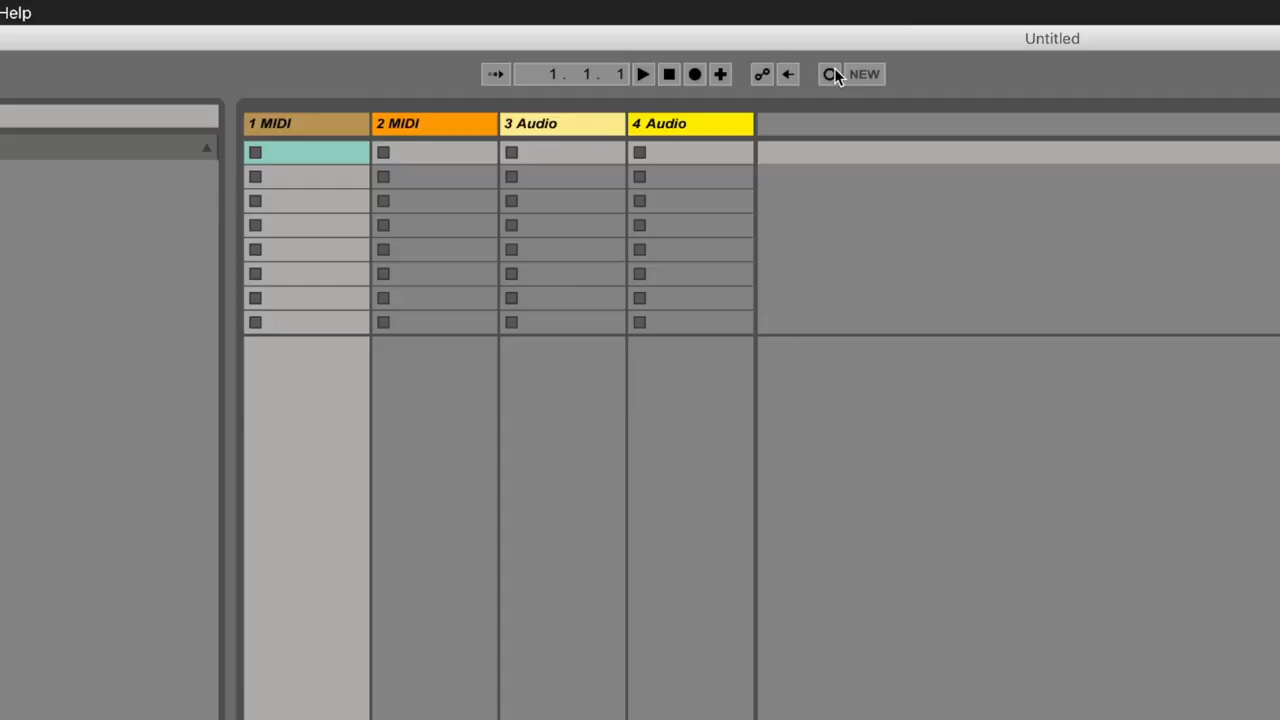 Help
Untitled
1. 1. 1
NEW
1 MIDI
2 MIDI
3 Audio
4 Audio